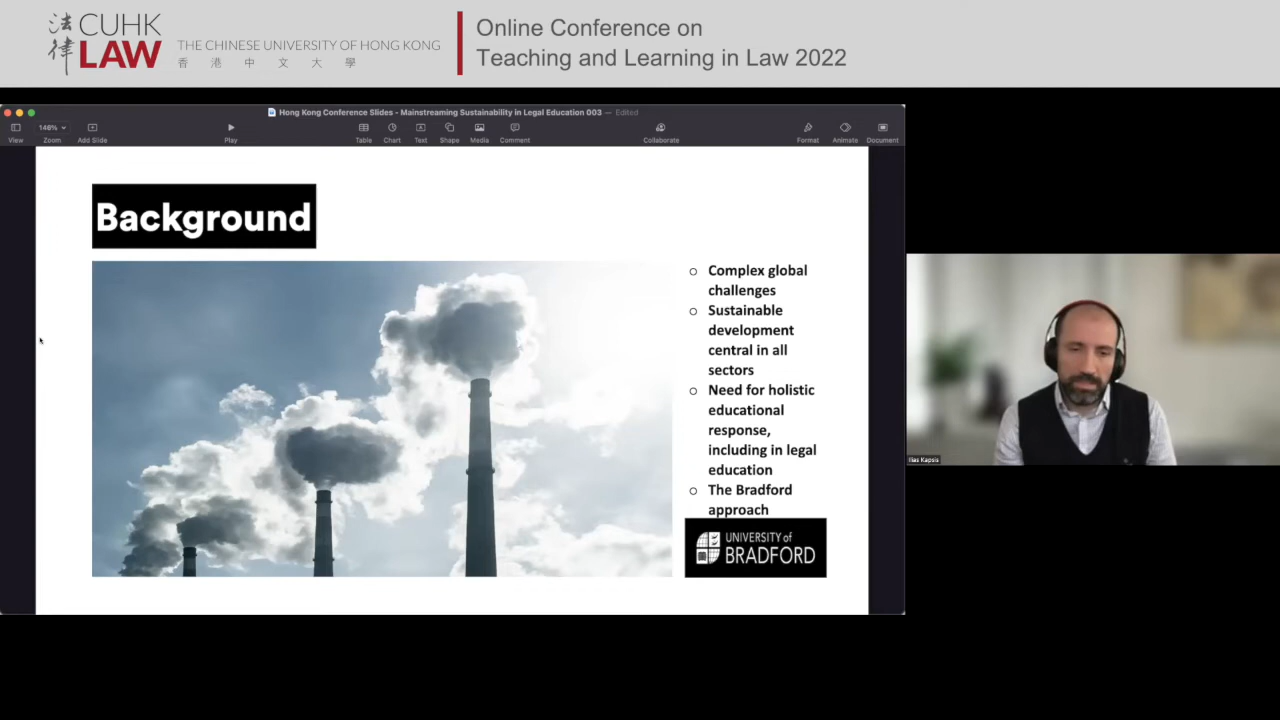 法律
CUHK
LAW
THE CHINESE UNIVERSITY OF HONG KONG
香港中文大學
Online Conference on
Teaching and Learning in Law 2022
Hong Kong Conference Slides - Mainstreaming Sustainability in Legal Education 003 — Edited
146%
View Zoom Add Slide Play Table Chart Text Shape Media Comment Collaborate Format Animate Document
Background
Complex global
challenges
Sustainable
development
central in all
sectors
Need for holistic
educational
response,
including in legal
education
The Bradford
approach
UNIVERSITY of
BRADFORD
Ilias Kapsis